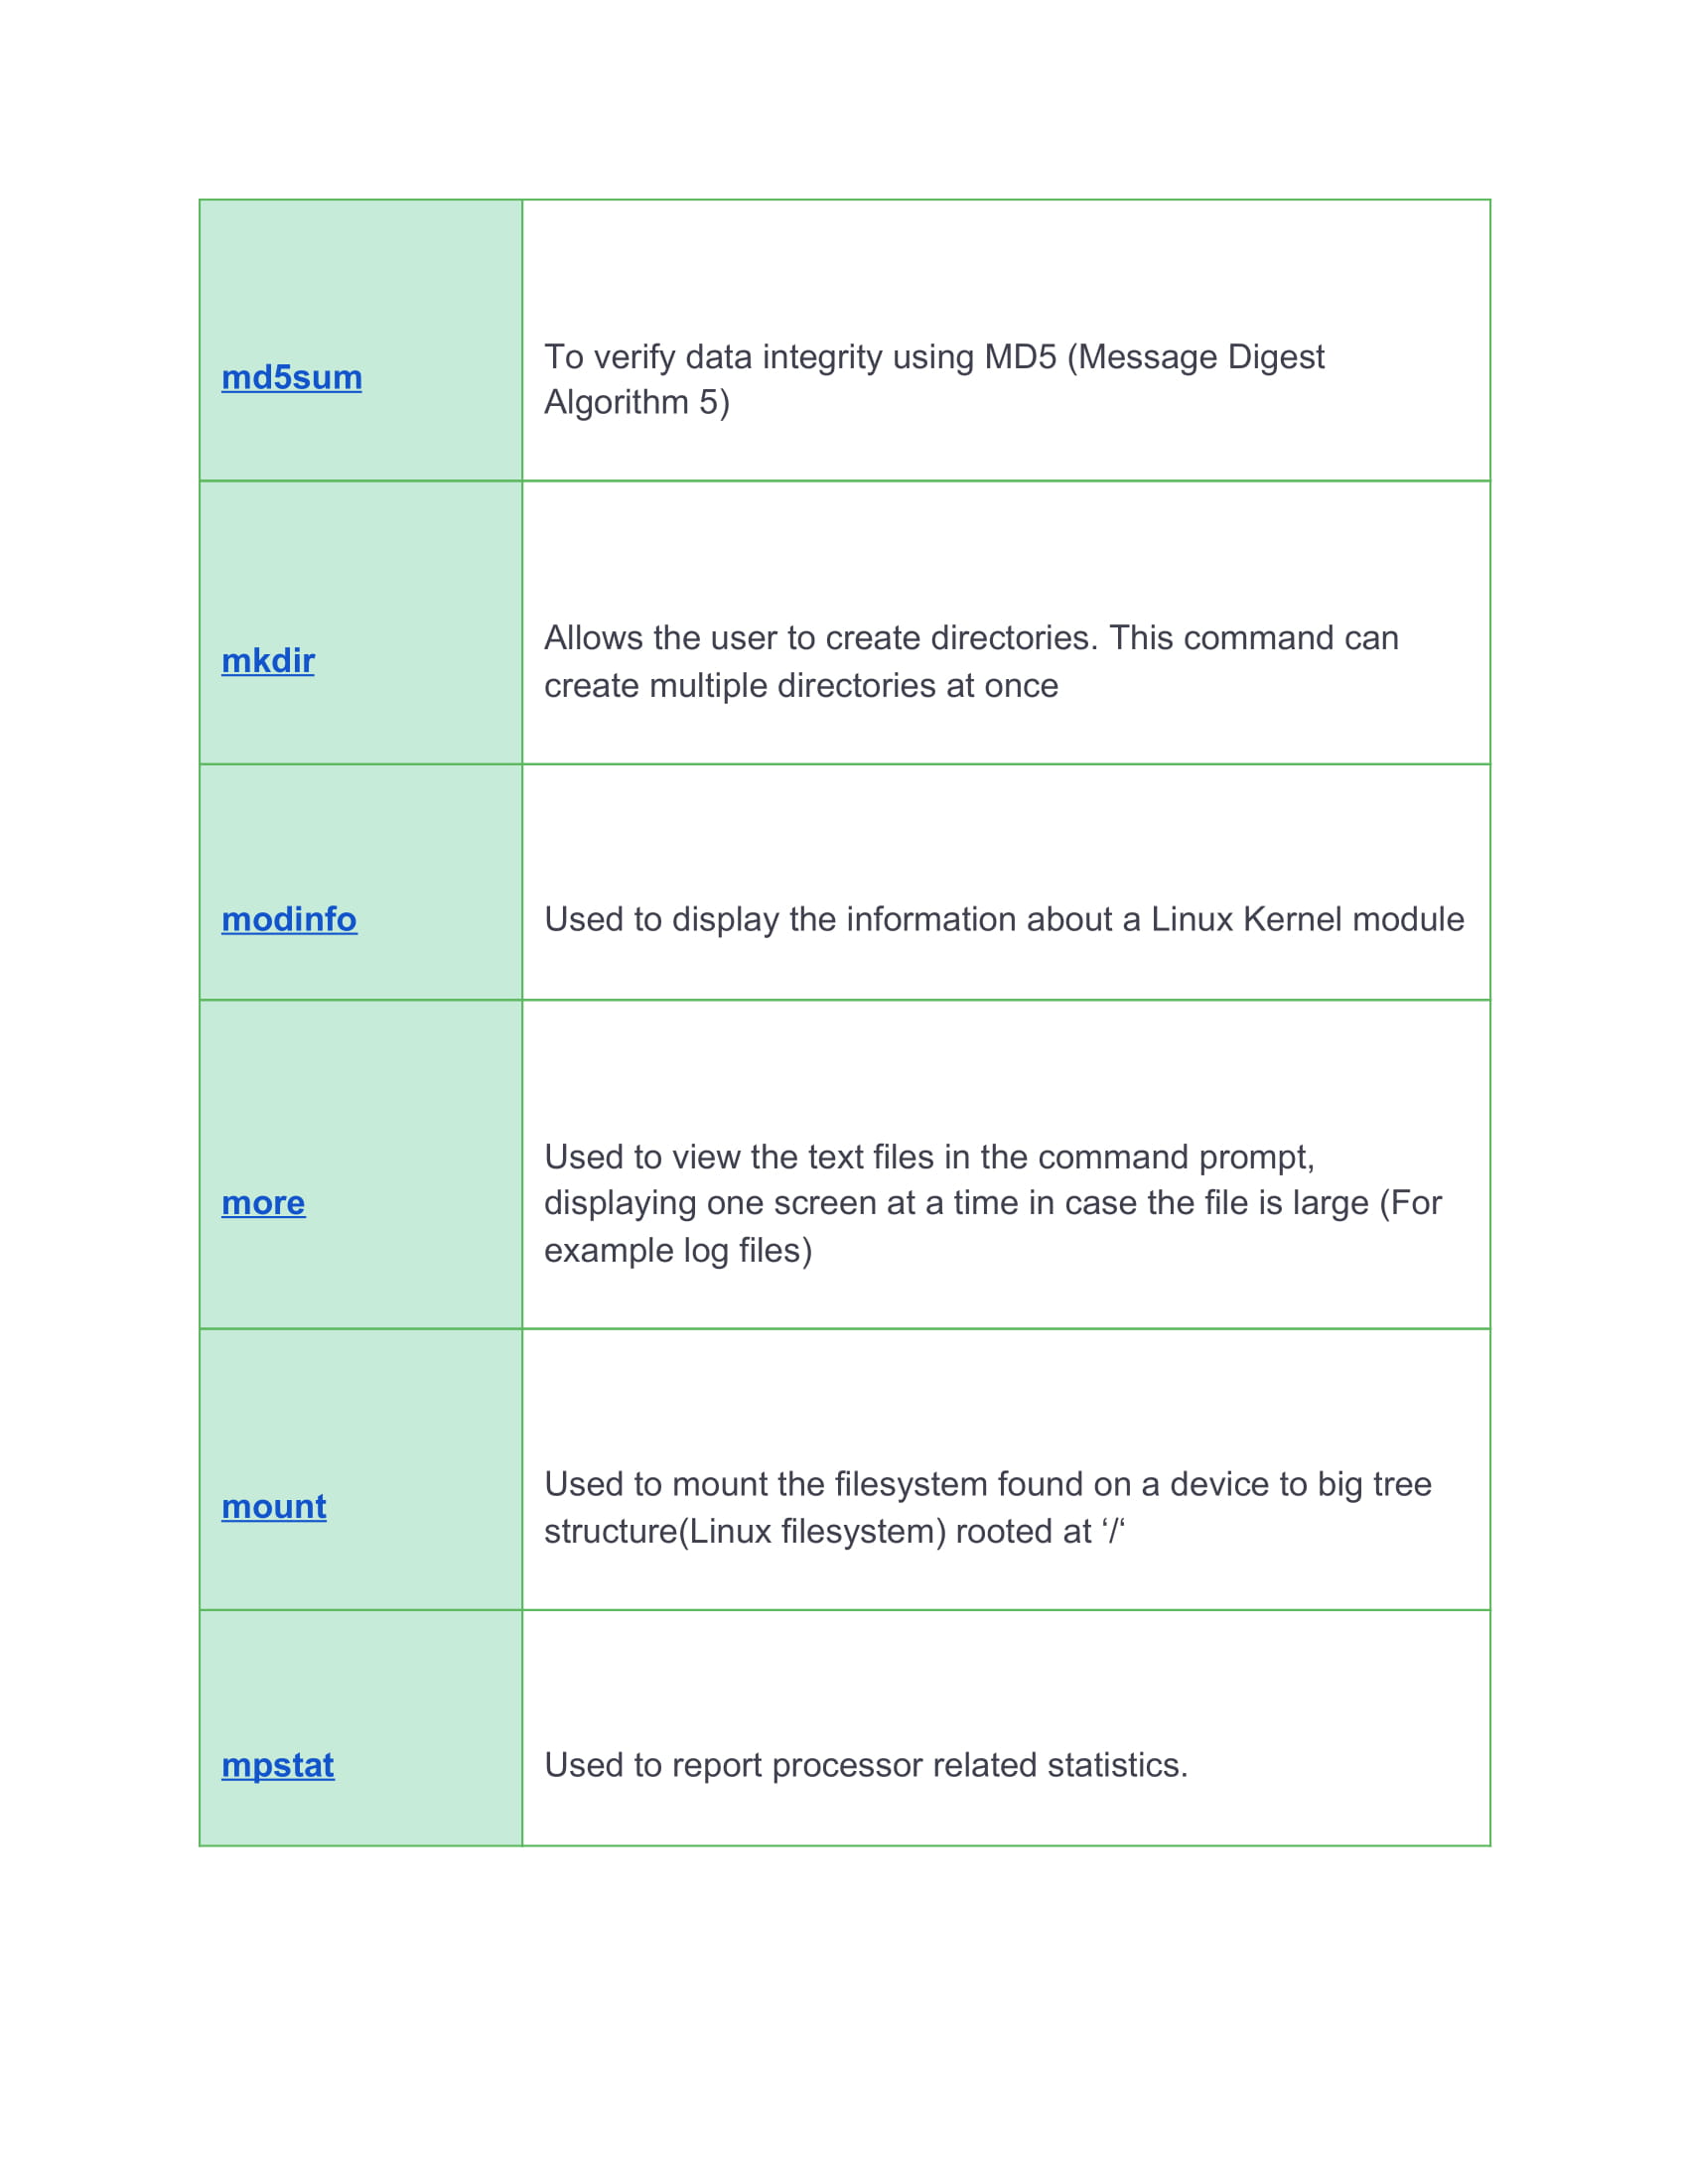 md5sum
To verify data integrity using MD5 (Message Digest
Algorithm 5)
mkdir
Allows the user to create directories. This command can
create multiple directories at once
modinfo
Used to display the information about a Linux Kernel module
more
Used to view the text files in the command prompt,
displaying one screen at a time in case the file is large (For
example log files)
mount
Used to mount the filesystem found on a device to big tree
structure(Linux filesystem) rooted at ‘/‘
mpstat
Used to report processor related statistics.